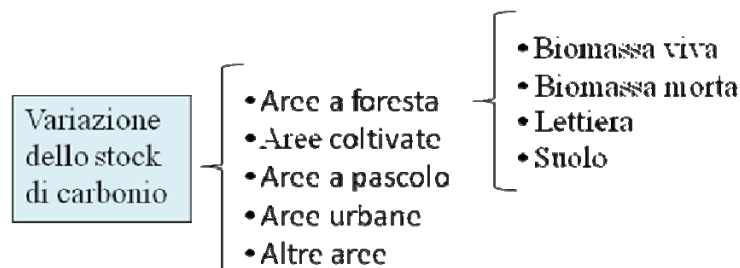 Variazione
dello stock
di carbonio
• Aree a foresta
• Aree coltivate
• Aree a pascolo
• Aree urbane
• Altre aree
• Biomassa viva
• Biomassa morta
• Lettiera
• Suolo